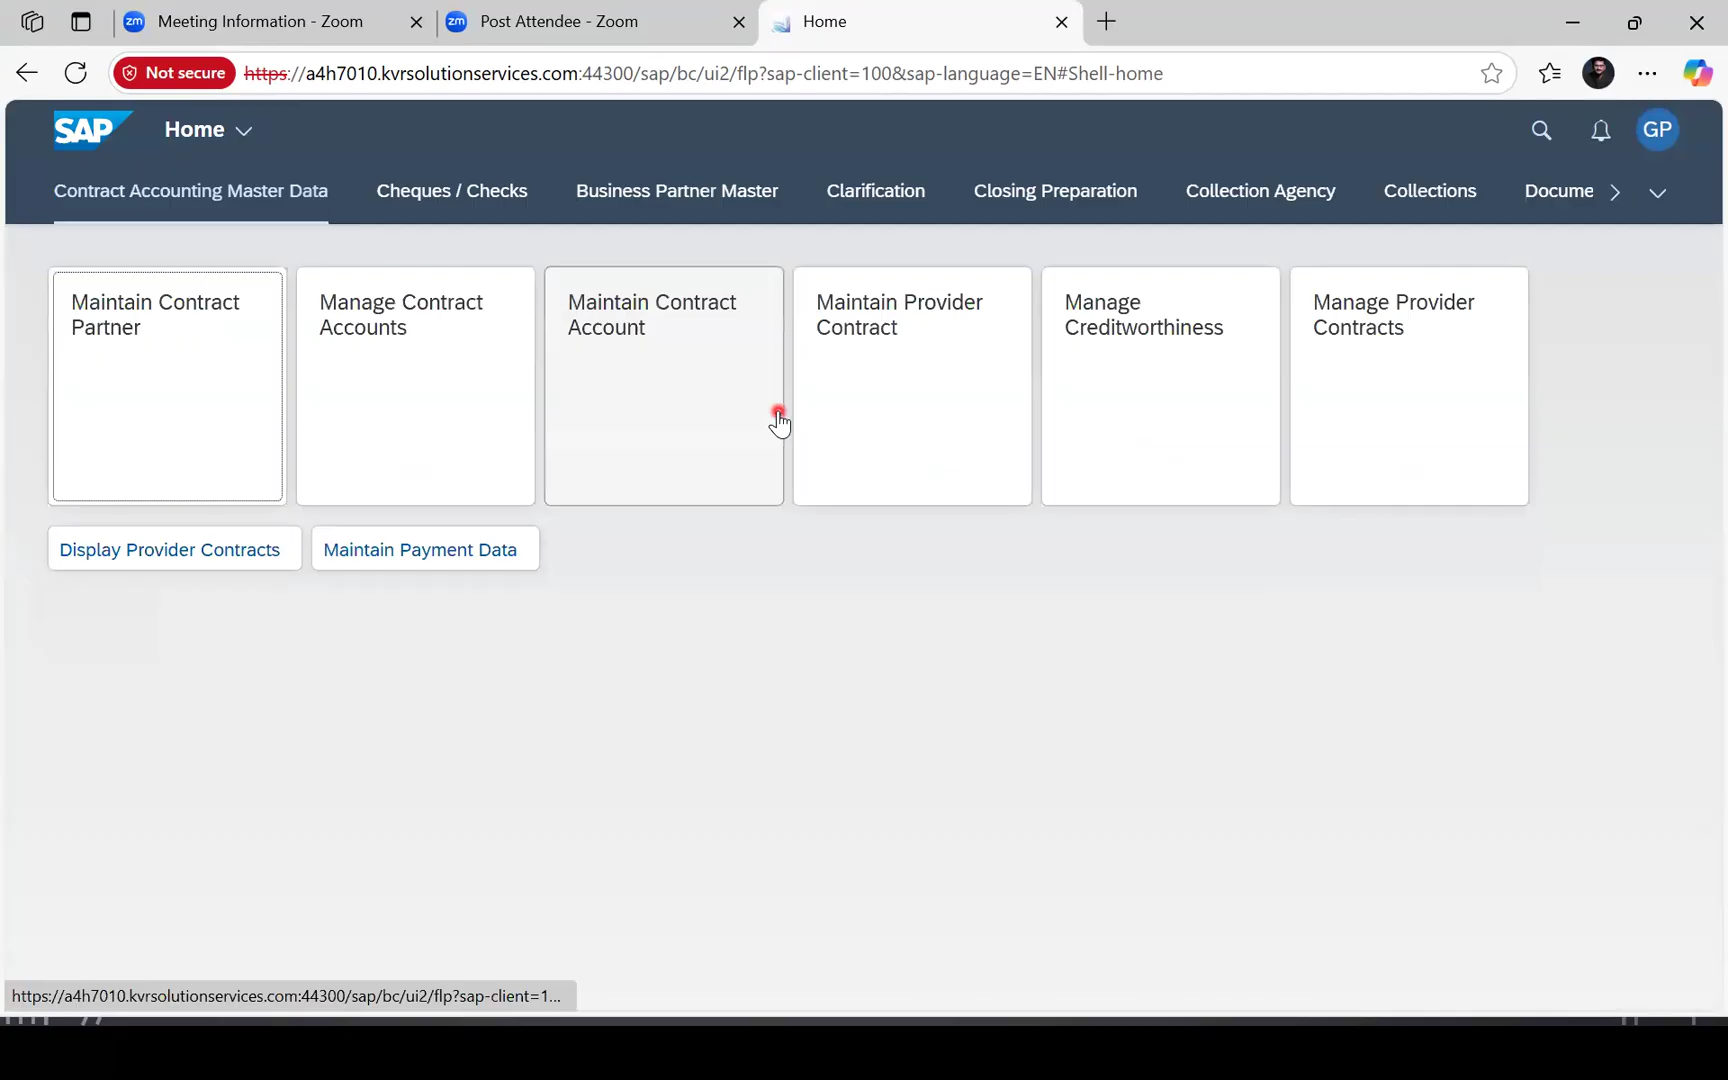 zm Meeting Information - Zoom
zm Post Attendee - Zoom
Home
Not secure https://a4h7010.kvrsolutionservices.com:44300/sap/bc/ui2/flp?sap-client=100&sap-language=EN#Shell-home
SAP Home GP
Contract Accounting Master Data Cheques / Checks Business Partner Master Clarification Closing Preparation Collection Agency Collections Docume
Maintain Contract
Partner
Manage Contract
Accounts
Maintain Contract
Account
Maintain Provider
Contract
Manage
Creditworthiness
Manage Provider
Contracts
Display Provider Contracts Maintain Payment Data
https://a4h7010.kvrsolutionservices.com:44300/sap/bc/ui2/flp?sap-client=1...